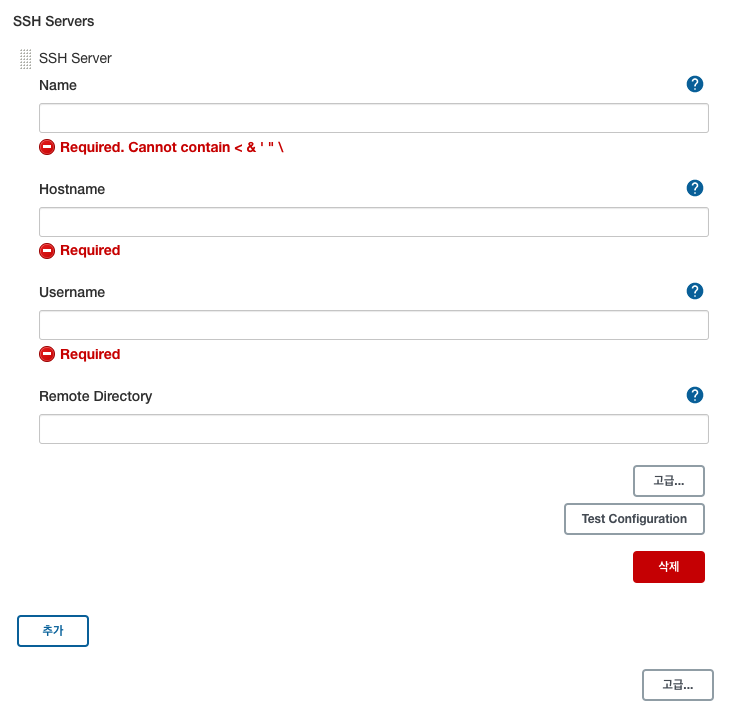 SSH Servers
SSH Server
Name
?
Required. Cannot contain < & ' " \
Hostname
?
Required
Username
?
Required
Remote Directory
?
고급...
Test Configuration
삭제
추가
고급...